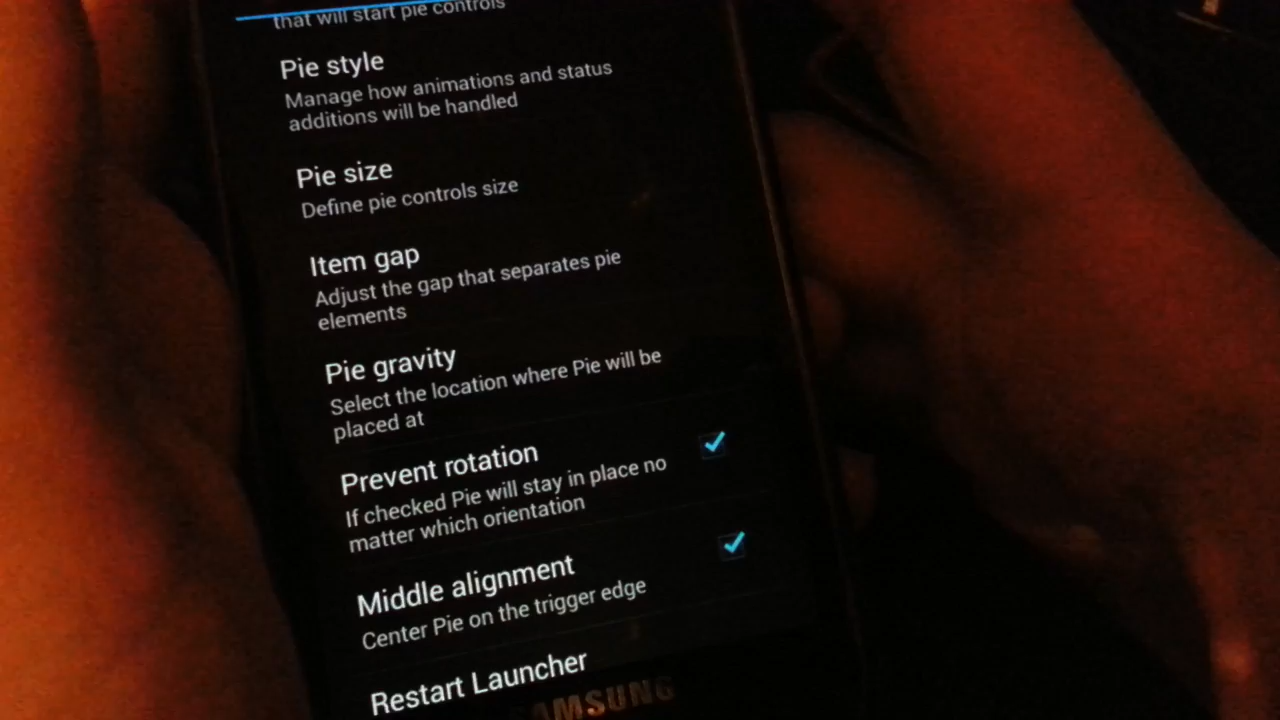 that will start pie controls
Pie style
Manage how animations and status
additions will be handled
Pie size
Define pie controls size
Item gap
Adjust the gap that separates pie
elements
Pie gravity
Select the location where Pie will be
placed at
Prevent rotation
If checked Pie will stay in place no
matter which orientation
Middle alignment
Center Pie on the trigger edge
Restart Launcher
SAMSUNG